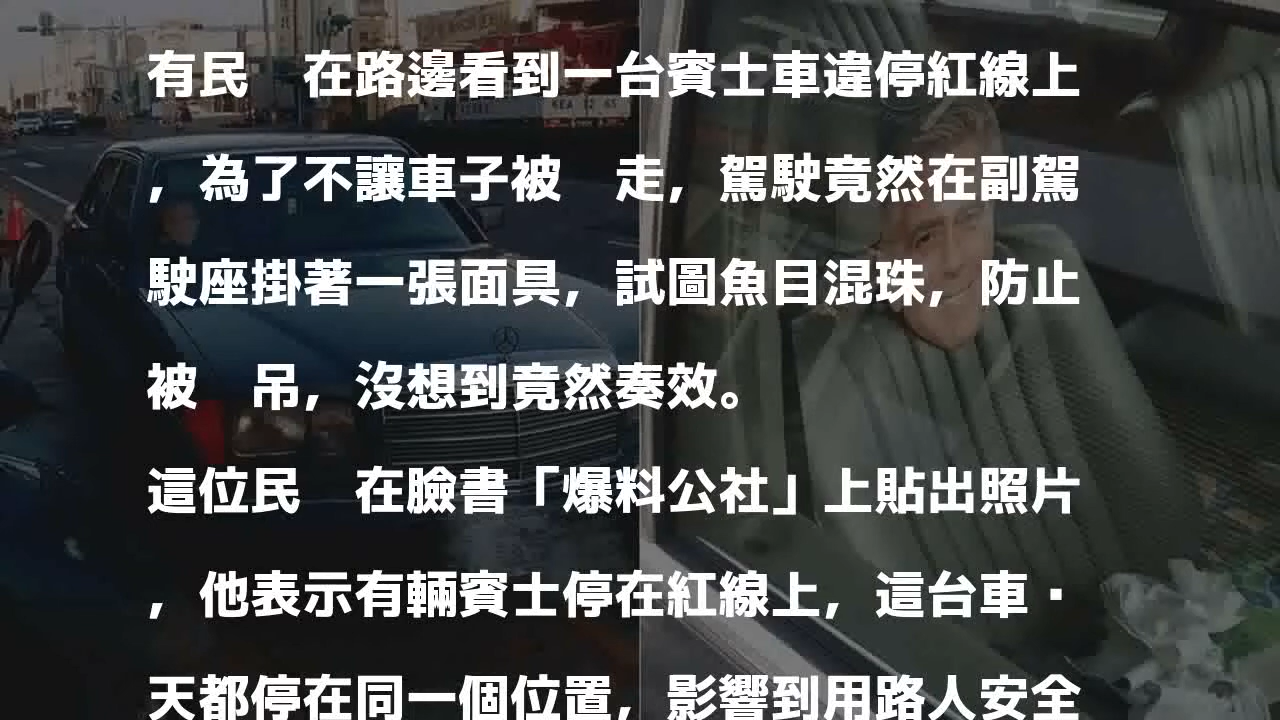 有民　在路邊看到一台賓士車違停紅線上
，為了不讓車子被　走，駕駛竟然在副駕
駛座掛著一張面具，試圖魚目混珠，防止
被　吊，沒想到竟然奏效。
這位民　在臉書「爆料公社」上貼出照片
，他表示有輛賓士停在紅線上，這台車·
天都停在同一個位置，影響到用路人安全